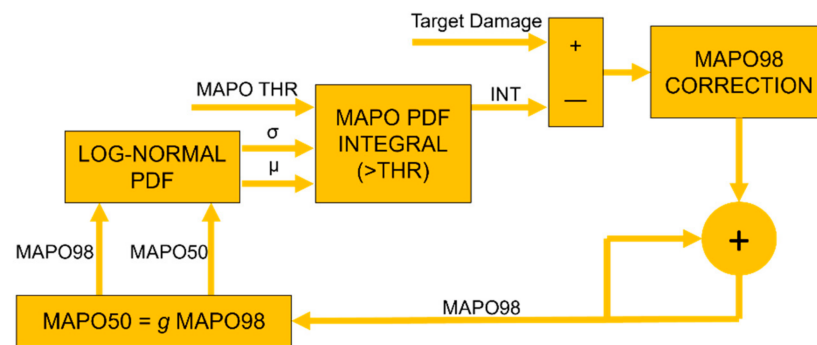 Target Damage
+
—
MAPO98
CORRECTION
MAPO THR
MAPO PDF
INTEGRAL
(>THR)
INT
LOG-NORMAL
PDF
σ
μ
MAPO98
MAPO50
+
MAPO50 = g MAPO98
MAPO98